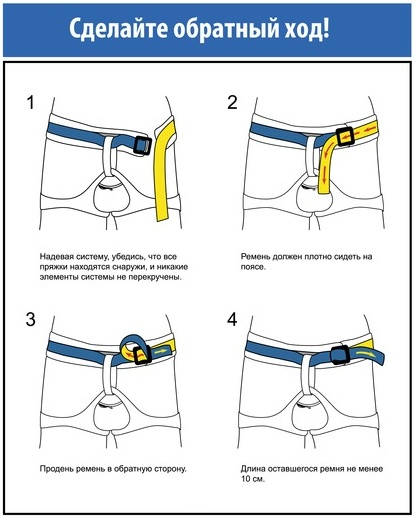 Сделайте обратный ход!
1
2
Надевая систему, убедись, что все
пряжки находятся снаружи, и никакие
элементы системы не перекручены.
Ремень должен плотно сидеть на
поясе.
3
4
Продень ремень в обратную сторону.
Длина оставшегося ремня не менее
10 см.